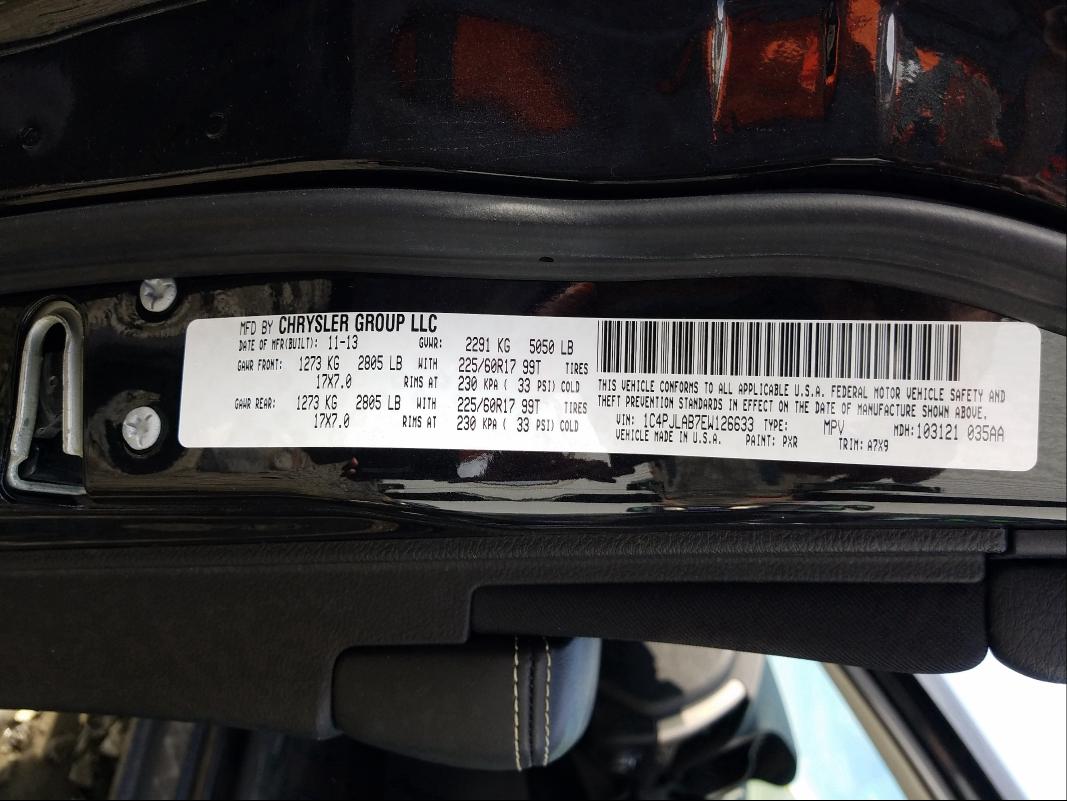 MFD BY CHRYSLER GROUP LLC
DATE OF MFR(BUILT): 11-13 GVWR: 2291 KG 5050 LB
GAWR FRONT: 1273 KG 2805 LB WITH 225/60R17 99T TIRES
17X7.0 RIMS AT 230 KPA ( 33 PSI) COLD
GAWR REAR: 1273 KG 2805 LB WITH 225/60R17 99T TIRES
17X7.0 RIMS AT 230 KPA ( 33 PSI) COLD
THIS VEHICLE CONFORMS TO ALL APPLICABLE U.S.A. FEDERAL MOTOR VEHICLE SAFETY AND
THEFT PREVENTION STANDARDS IN EFFECT ON THE DATE OF MANUFACTURE SHOWN ABOVE.
VIN: 1C4PJLAB7EW126633 TYPE: MPV MDH: 103121 035AA
VEHICLE MADE IN U.S.A. PAINT: PXR TRIM: A7X9